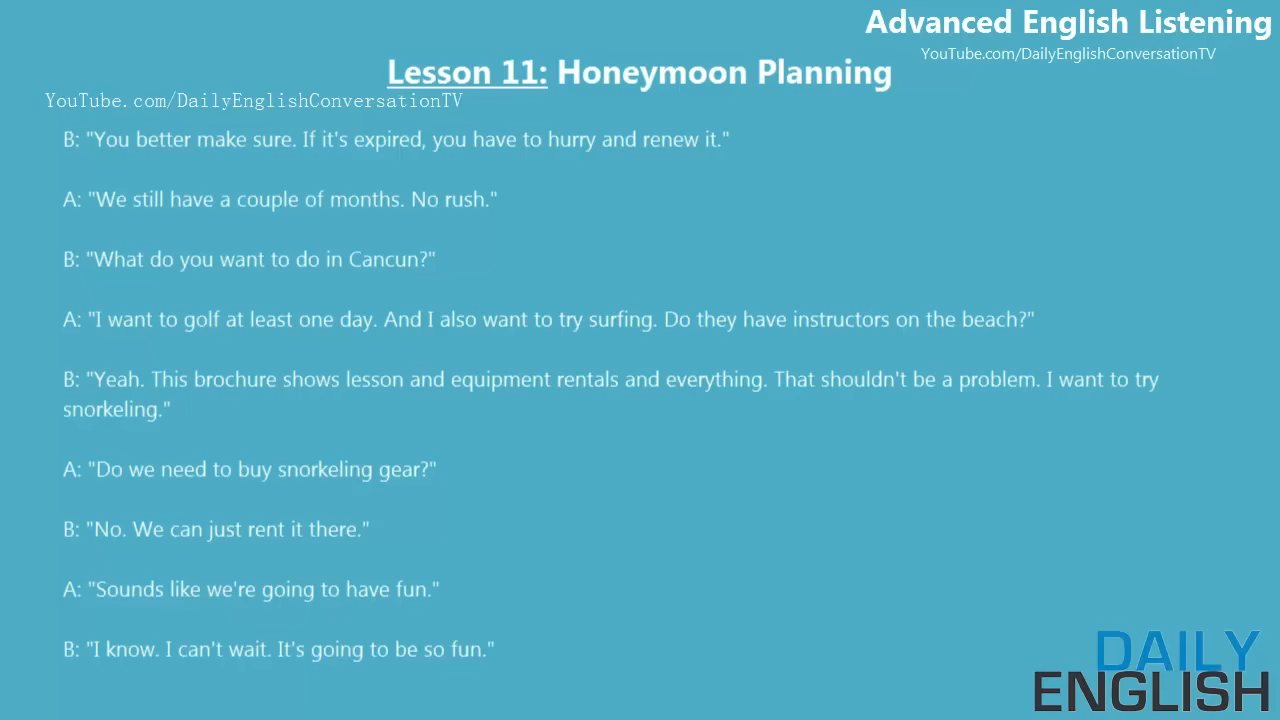 Advanced English Listening
YouTube.com/DailyEnglishConversationTV
Lesson 11: Honeymoon Planning
YouTube.com/DailyEnglishConversationTV
B: "You better make sure. If it's expired, you have to hurry and renew it."
A: "We still have a couple of months. No rush."
B: "What do you want to do in Cancun?"
A: "I want to golf at least one day. And I also want to try surfing. Do they have instructors on the beach?"
B: "Yeah. This brochure shows lesson and equipment rentals and everything. That shouldn't be a problem. I want to try
snorkeling."
A: "Do we need to buy snorkeling gear?"
B: "No. We can just rent it there."
A: "Sounds like we're going to have fun."
B: "I know. I can't wait. It's going to be so fun."
DAILY
ENGLISH